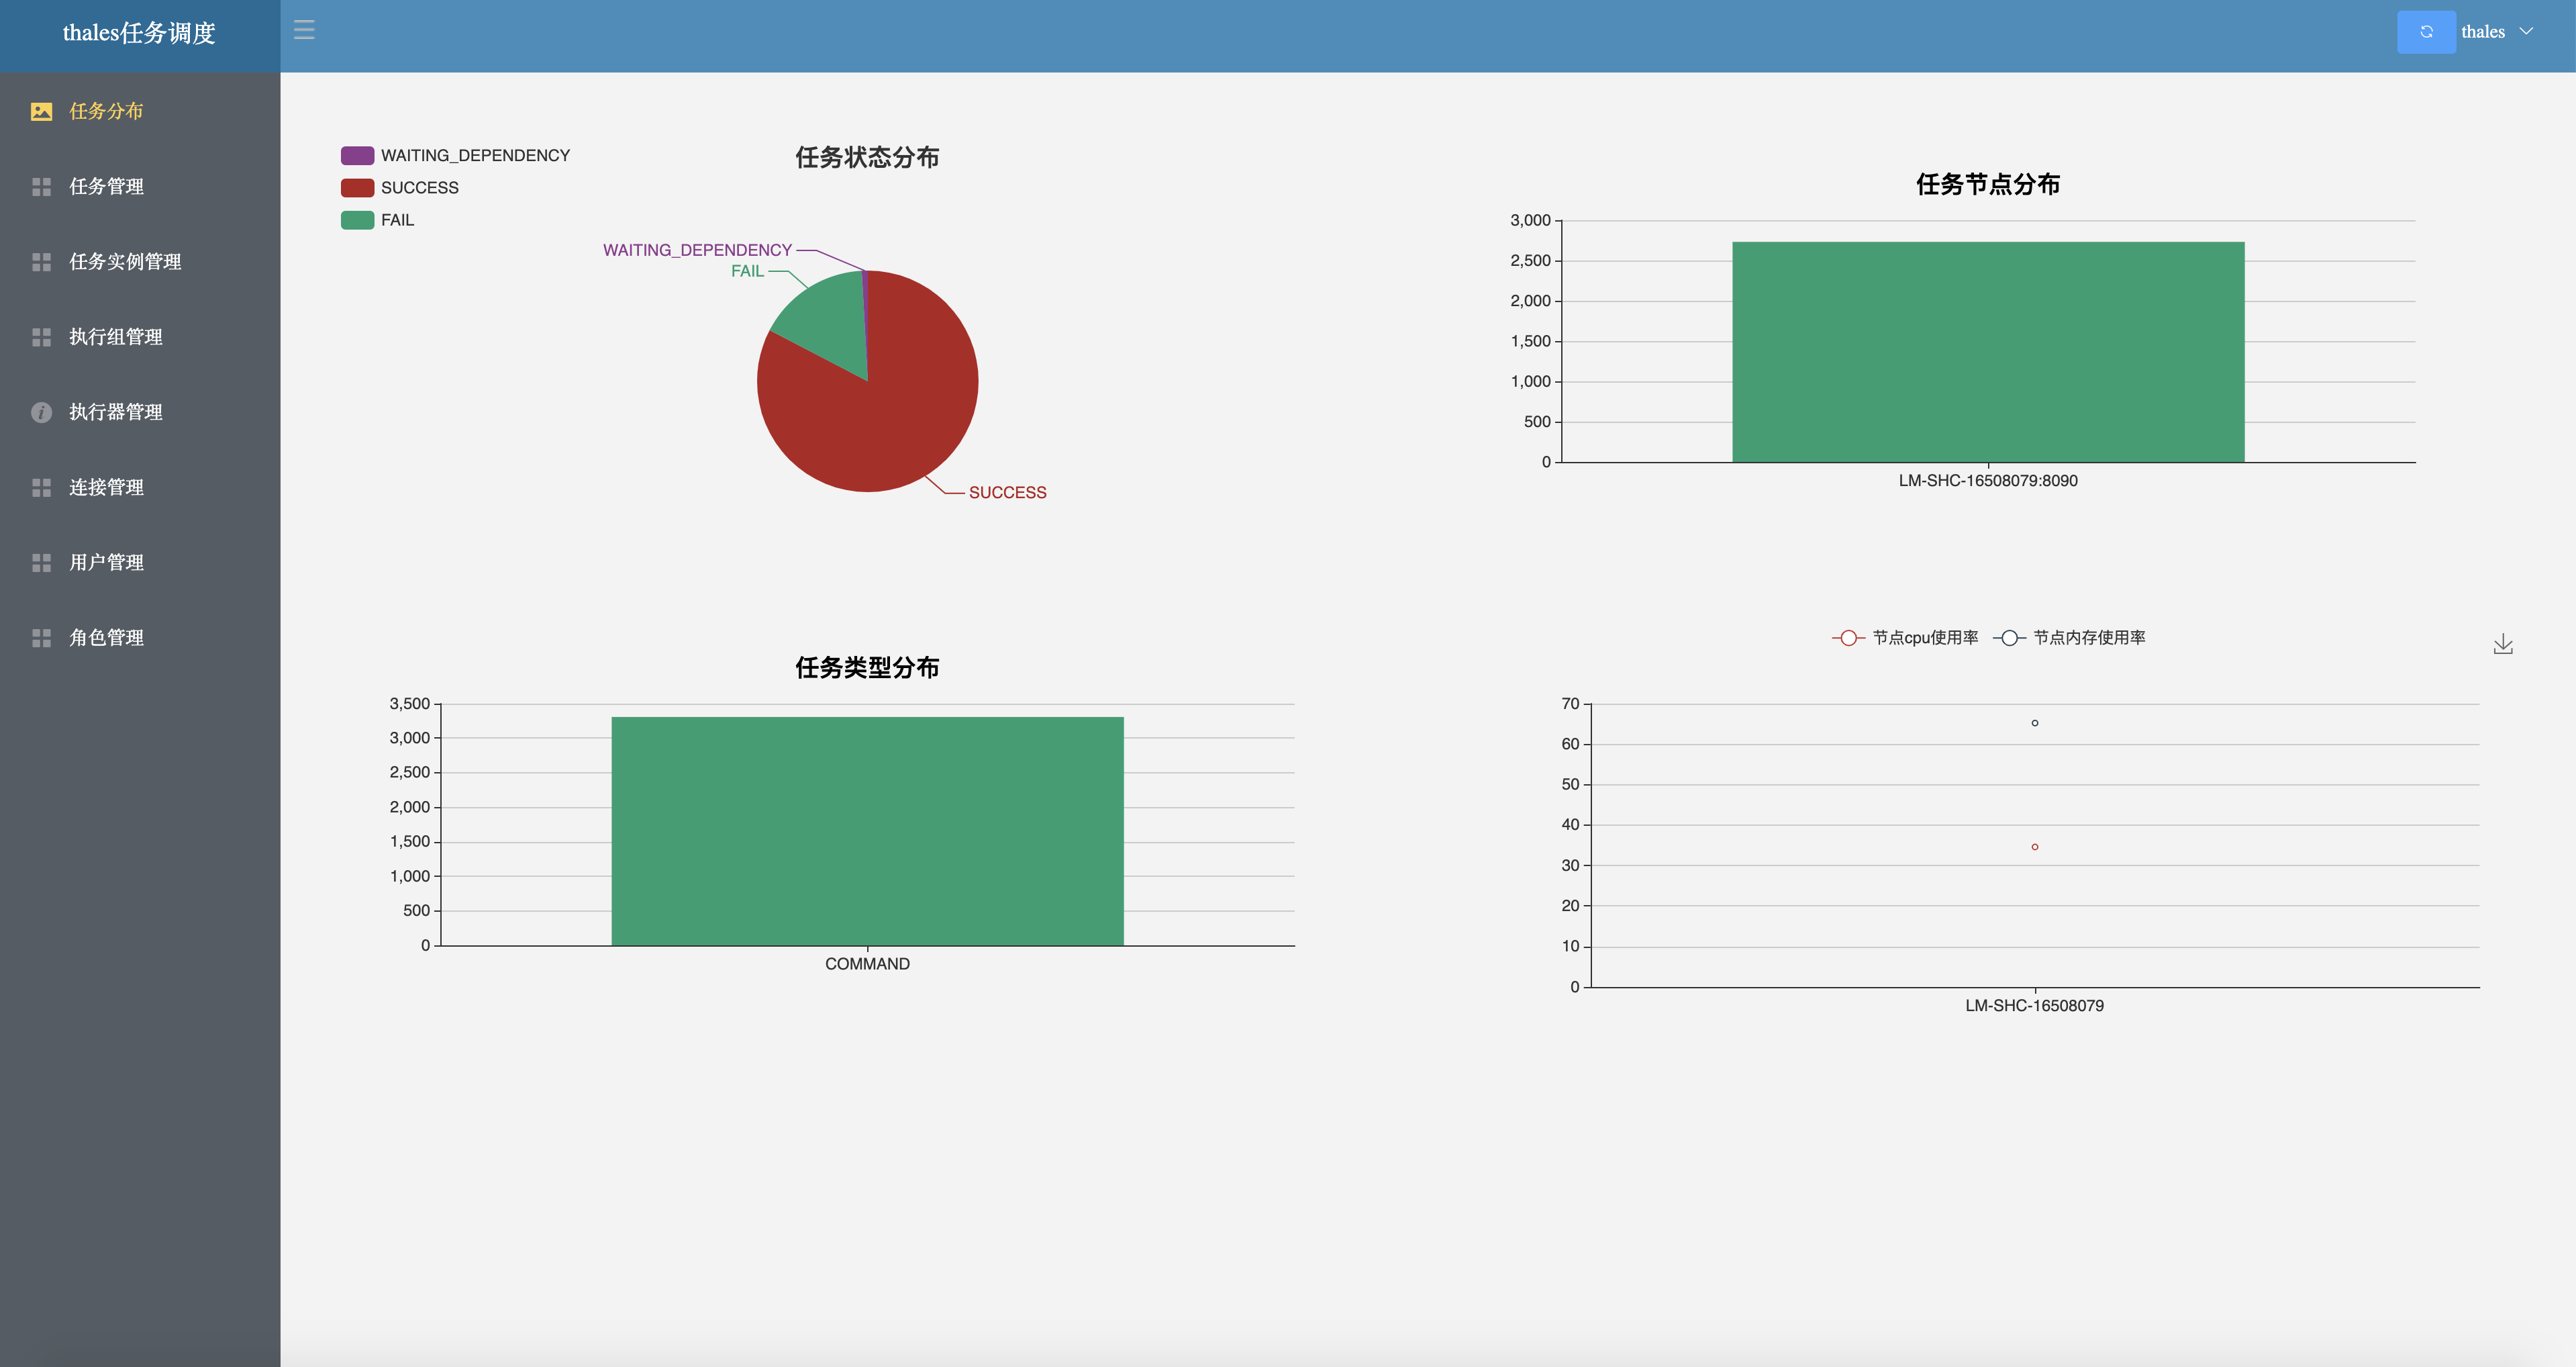 thales任务调度
thales
任务分布
任务管理
任务实例管理
执行组管理
执行器管理
连接管理
用户管理
角色管理
WAITING_DEPENDENCY
SUCCESS
FAIL
任务状态分布
WAITING_DEPENDENCY
FAIL
SUCCESS
任务节点分布
3,000
2,500
2,000
1,500
1,000
500
0
LM-SHC-16508079:8090
任务类型分布
3,500
3,000
2,500
2,000
1,500
1,000
500
0
COMMAND
节点cpu使用率 节点内存使用率
70
60
50
40
30
20
10
0
LM-SHC-16508079